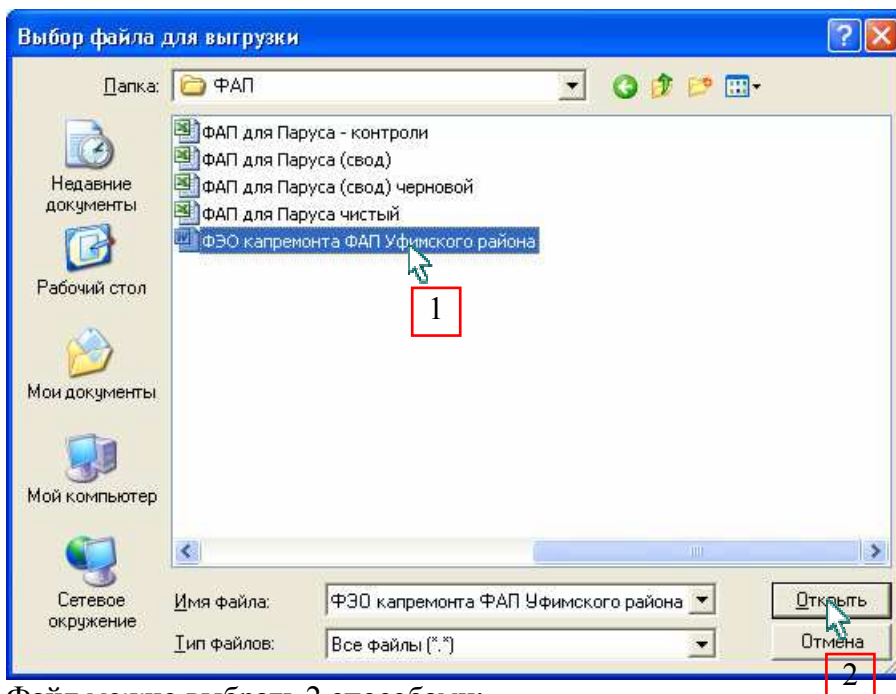 Выбор файла для выгрузки
Папка: ФАП
ФАП для Паруса - контроли
ФАП для Паруса (свод)
ФАП для Паруса (свод) черновой
ФАП для Паруса чистый
ФЭО капремонта ФАП Уфимского района
1
Недавние
документы
Рабочий стол
Мои документы
Мой компьютер
Сетевое
окружение
Имя файла: ФЭО капремонта ФАП Уфимского района Открыть
Тип файлов: Все файлы (*.*) Отмена
2
Файл можно выбрать 2 способами: